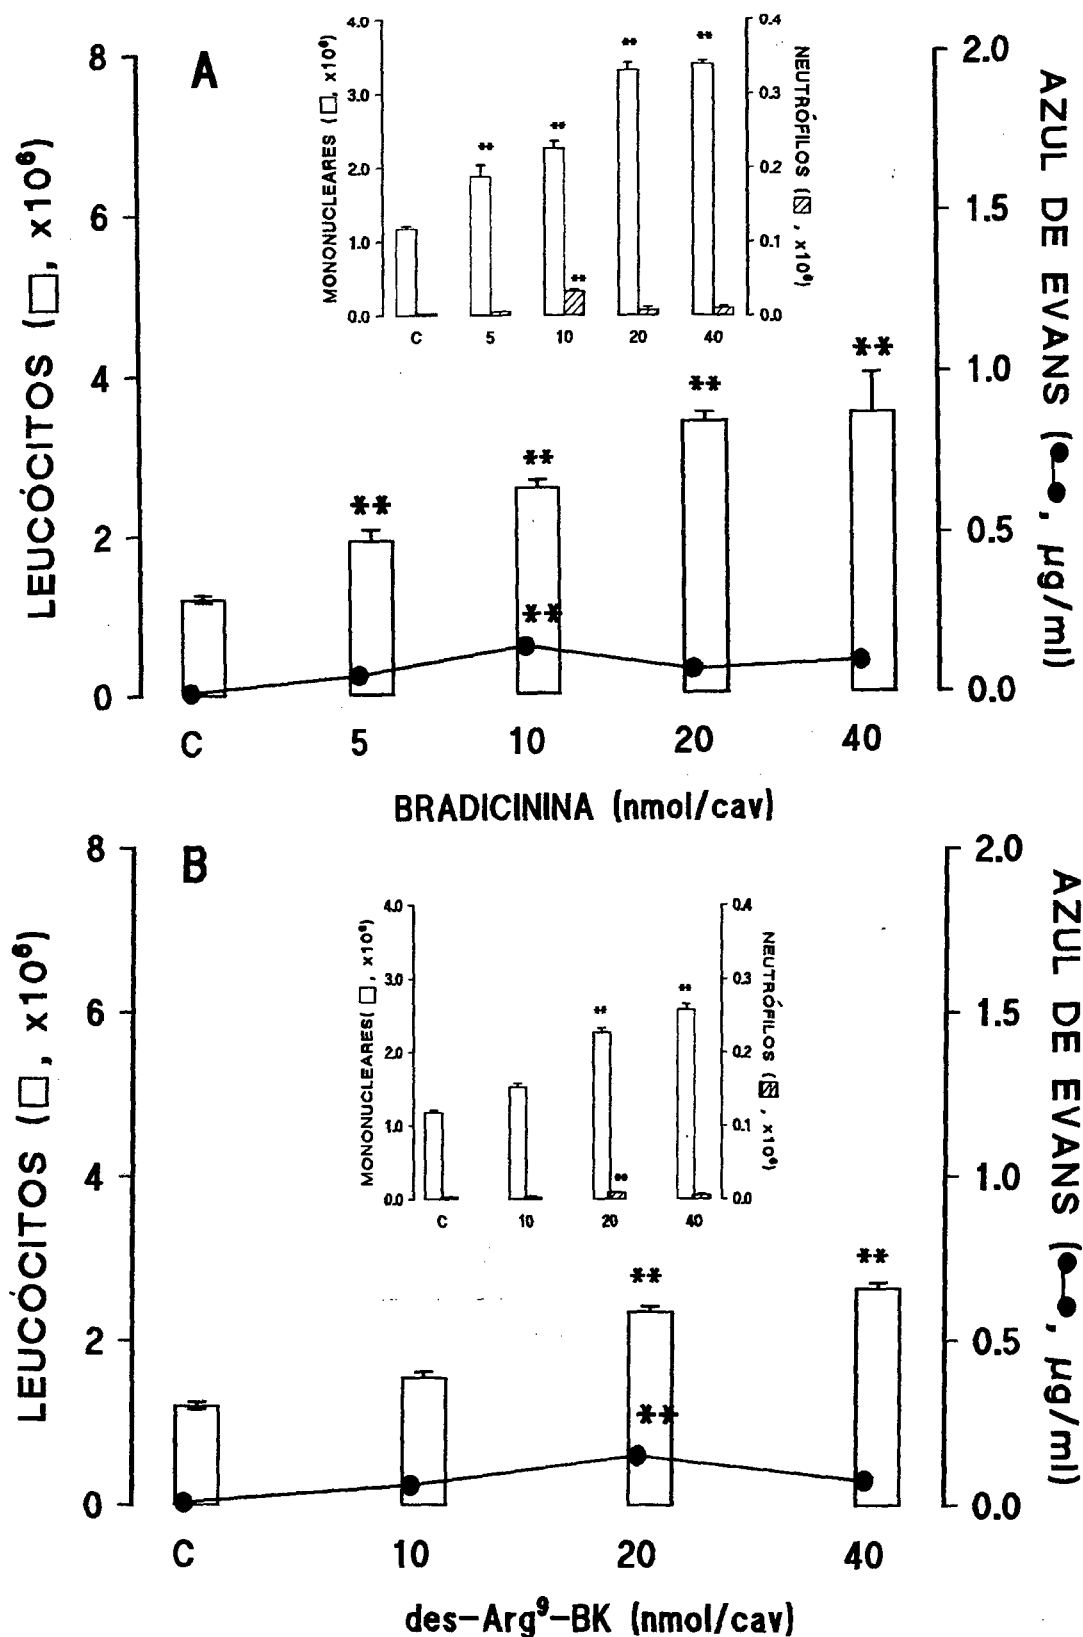 A
LEUCÓCITOS (□, x10⁶)
8
6
4
2
0
AZUL DE EVANS (●-●, µg/ml)
2.0
1.5
1.0
0.5
0.0
MONONUCLEARES (□, x10⁶)
4.0
3.0
2.0
1.0
0.0
NEUTRÓFILOS (▨, x10⁶)
0.4
0.3
0.2
0.1
0.0
** ** ** ** **
C 5 10 20 40
** ** ** ** **
C 5 10 20 40
BRADICININA (nmol/cav)
B
LEUCÓCITOS (□, x10⁶)
8
6
4
2
0
AZUL DE EVANS (●-●, µg/ml)
2.0
1.5
1.0
0.5
0.0
MONONUCLEARES (□, x10⁶)
4.0
3.0
2.0
1.0
0.0
NEUTRÓFILOS (▨, x10⁶)
0.4
0.3
0.2
0.1
0.0
** ** **
C 10 20 40
** ** **
C 10 20 40
des-Arg⁹-BK (nmol/cav)